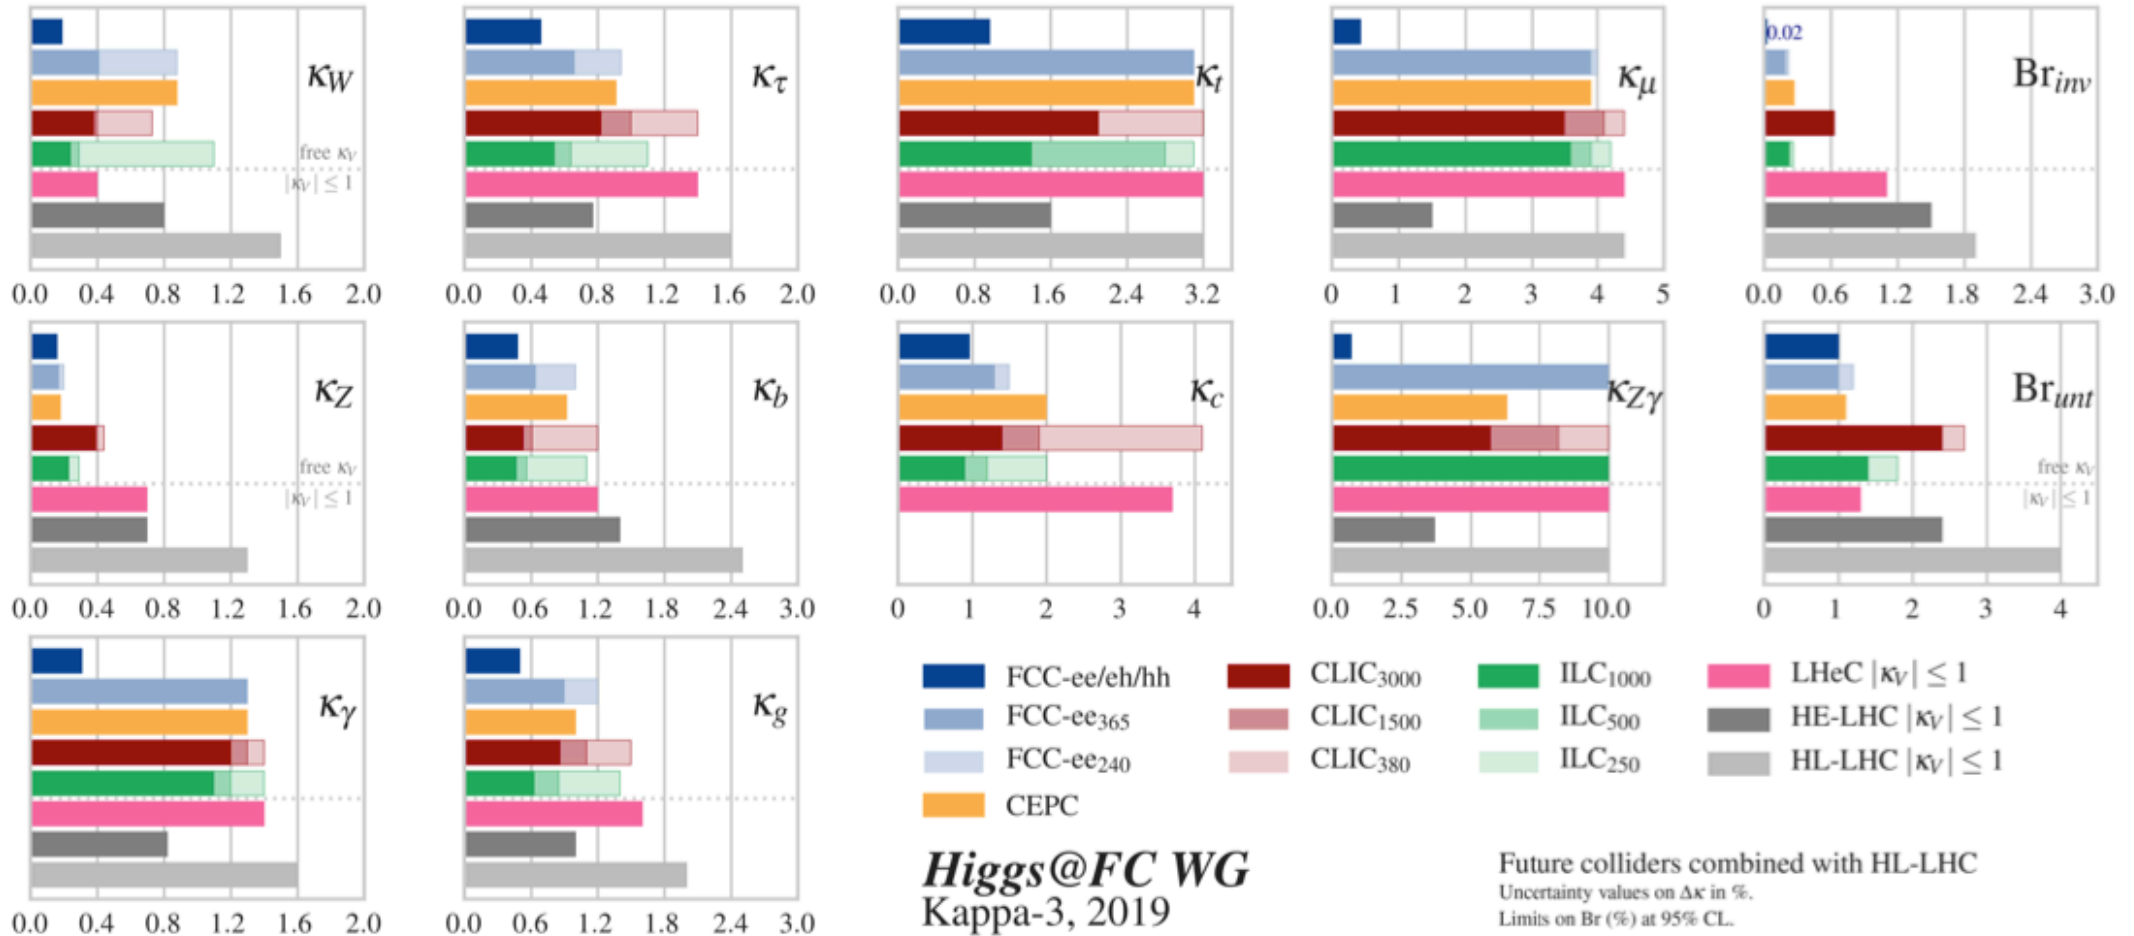 κW
free κV
|κV| ≤ 1
0.0 0.4 0.8 1.2 1.6 2.0
κτ
0.0 0.4 0.8 1.2 1.6 2.0
κt
0.0 0.8 1.6 2.4 3.2
κμ
0 1 2 3 4 5
0.02
Brinv
0.0 0.6 1.2 1.8 2.4 3.0
κZ
free κV
|κV| ≤ 1
0.0 0.4 0.8 1.2 1.6 2.0
κb
0.0 0.6 1.2 1.8 2.4 3.0
κc
0 1 2 3 4
κZγ
0.0 2.5 5.0 7.5 10.0
Brunt
free κV
|κV| ≤ 1
0 1 2 3 4
κγ
0.0 0.4 0.8 1.2 1.6 2.0
κg
0.0 0.6 1.2 1.8 2.4 3.0
FCC-ee/eh/hh
FCC-ee365
FCC-ee240
CEPC
CLIC3000
CLIC1500
CLIC380
ILC1000
ILC500
ILC250
LHeC |κV| ≤ 1
HE-LHC |κV| ≤ 1
HL-LHC |κV| ≤ 1
Higgs@FC WG
Kappa-3, 2019
Future colliders combined with HL-LHC
Uncertainty values on Δκ in %.
Limits on Br (%) at 95% CL.